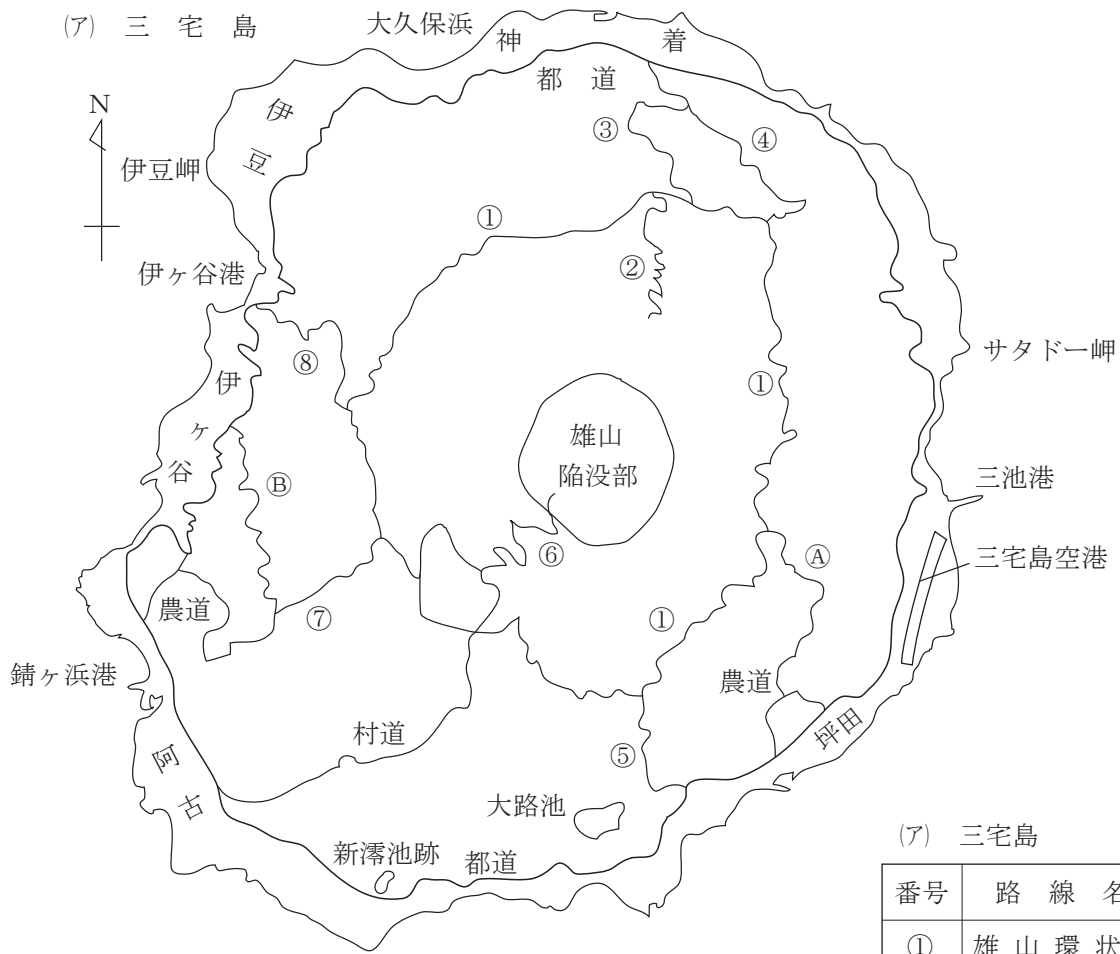 (ア) 三宅島
大久保浜
神着
都道
N
伊豆
③
④
伊豆岬
①
②
伊ヶ谷港
⑧
サタドー岬
伊ヶ谷
①
雄山
陥没部
三池港
Ⓑ
⑥
Ⓐ
三宅島空港
農道
⑦
①
錆ヶ浜港
農道
坪田
村道
阿古
⑤
大路池
新澪池跡
都道
(ア) 三宅島
番号 路線名
① 雄山環状